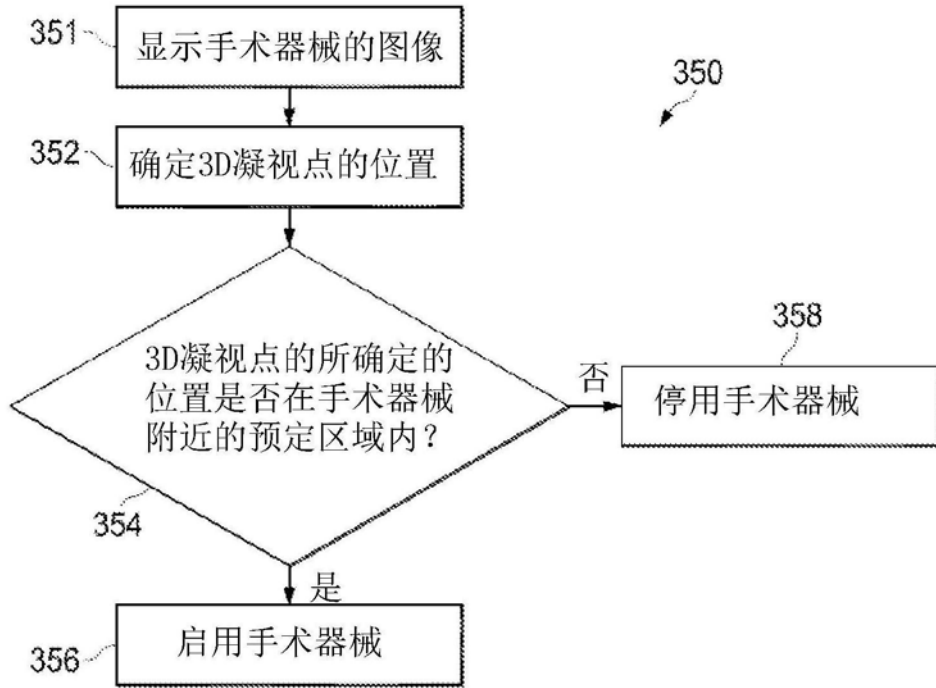 351
显示手术器械的图像
350
352
确定3D凝视点的位置
358
3D凝视点的所确定的
位置是否在手术器械
附近的预定区域内？
否
停用手术器械
354
是
启用手术器械
356